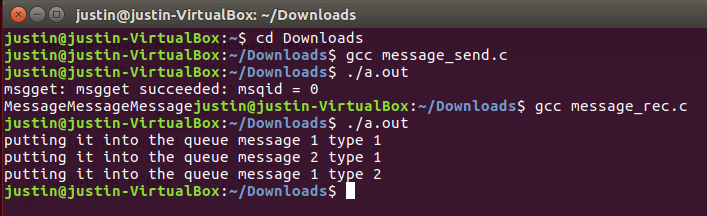 justin@justin-VirtualBox: ~/Downloads
justin@justin-VirtualBox:~$ cd Downloads
justin@justin-VirtualBox:~/Downloads$ gcc message_send.c
justin@justin-VirtualBox:~/Downloads$ ./a.out
msgget: msgget succeeded: msqid = 0
MessageMessageMessagejustin@justin-VirtualBox:~/Downloads$ gcc message_rec.c
justin@justin-VirtualBox:~/Downloads$ ./a.out
putting it into the queue message 1 type 1
putting it into the queue message 2 type 1
putting it into the queue message 1 type 2
justin@justin-VirtualBox:~/Downloads$